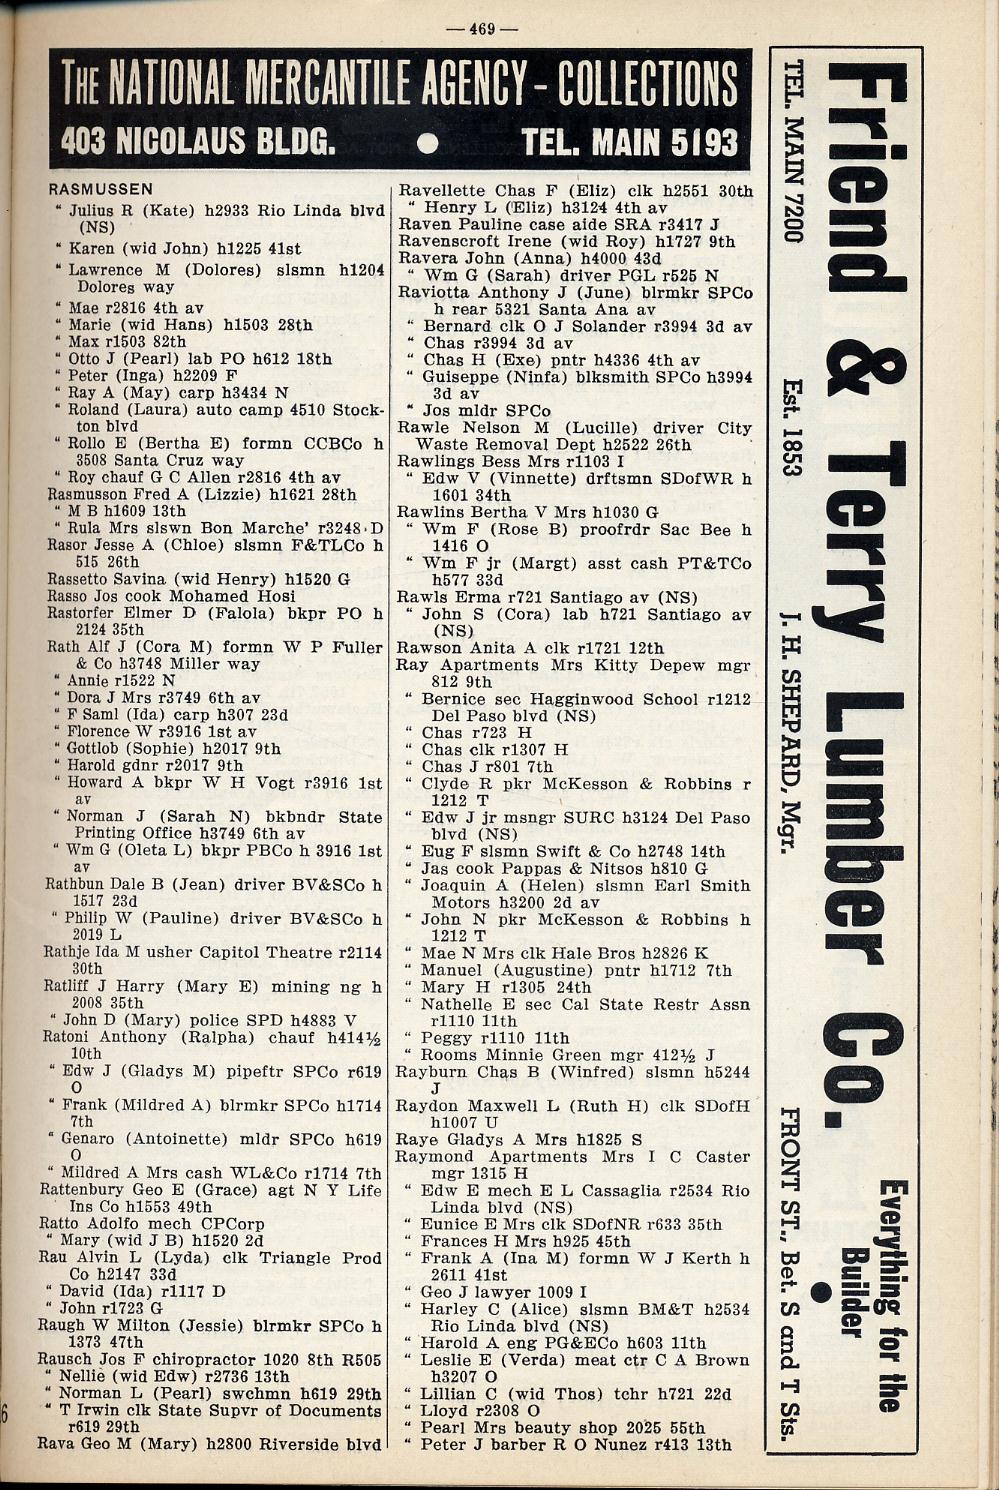 — 469 —
THE NATIONAL MERCANTILE AGENCY - COLLECTIONS
403 NICOLAUS BLDG. ● TEL. MAIN 5193
RASMUSSEN
" Julius R (Kate) h2933 Rio Linda blvd
(NS)
" Karen (wid John) h1225 41st
" Lawrence M (Dolores) slsmn h1204
Dolores way
" Mae r2816 4th av
" Marie (wid Hans) h1503 28th
" Max r1503 82th
" Otto J (Pearl) lab PO h612 18th
" Peter (Inga) h2209 F
" Ray A (May) carp h3434 N
" Roland (Laura) auto camp 4510 Stock-
ton blvd
" Rollo E (Bertha E) formn CCBCo h
3508 Santa Cruz way
" Roy chauf G C Allen r2816 4th av
Rasmusson Fred A (Lizzie) h1621 28th
" M B h1609 13th
" Rula Mrs slswn Bon Marche' r3248 D
Rasor Jesse A (Chloe) slsmn F&TLCo h
515 26th
Rassetto Savina (wid Henry) h1520 G
Rasso Jos cook Mohamed Hosi
Rastorfer Elmer D (Falola) bkpr PO h
2124 35th
Rath Alf J (Cora M) formn W P Fuller
& Co h3748 Miller way
" Annie r1522 N
" Dora J Mrs r3749 6th av
" F Saml (Ida) carp h307 23d
" Florence W r3916 1st av
" Gottlob (Sophie) h2017 9th
" Harold gdnr r2017 9th
" Howard A bkpr W H Vogt r3916 1st
av
" Norman J (Sarah N) bkbndr State
Printing Office h3749 6th av
" Wm G (Oleta L) bkpr PBCo h 3916 1st
av
Rathbun Dale B (Jean) driver BV&SCo h
1517 23d
" Philip W (Pauline) driver BV&SCo h
2019 L
Rathje Ida M usher Capitol Theatre r2114
30th
Ratliff J Harry (Mary E) mining ng h
2008 35th
" John D (Mary) police SPD h4883 V
Ratoni Anthony (Ralpha) chauf h414½
10th
" Edw J (Gladys M) pipeftr SPCo r619
O
" Frank (Mildred A) blrmkr SPCo h1714
7th
" Genaro (Antoinette) mldr SPCo h619
O
" Mildred A Mrs cash WL&Co r1714 7th
Rattenbury Geo E (Grace) agt N Y Life
Ins Co h1553 49th
Ratto Adolfo mech CPCorp
" Mary (wid J B) h1520 2d
Rau Alvin L (Lyda) clk Triangle Prod
Co h2147 33d
" David (Ida) r1117 D
" John r1723 G
Raugh W Milton (Jessie) blrmkr SPCo h
1373 47th
Rausch Jos F chiropractor 1020 8th R505
" Nellie (wid Edw) r2736 13th
" Norman L (Pearl) swchmn h619 29th
" T Irwin clk State Supvr of Documents
r619 29th
Rava Geo M (Mary) h2800 Riverside blvd
Ravellette Chas F (Eliz) clk h2551 30th
" Henry L (Eliz) h3124 4th av
Raven Pauline case aide SRA r3417 J
Ravenscroft Irene (wid Roy) h1727 9th
Ravera John (Anna) h4000 43d
" Wm G (Sarah) driver PGL r525 N
Raviotta Anthony J (June) blrmkr SPCo
h rear 5321 Santa Ana av
" Bernard clk O J Solander r3994 3d av
" Chas r3994 3d av
" Chas H (Exe) pntr h4336 4th av
" Guiseppe (Ninfa) blksmith SPCo h3994
3d av
" Jos mldr SPCo
Rawle Nelson M (Lucille) driver City
Waste Removal Dept h2522 26th
Rawlings Bess Mrs r1103 I
" Edw V (Vinnette) drftsmn SDofWR h
1601 34th
Rawlins Bertha V Mrs h1030 G
" Wm F (Rose B) proofrdr Sac Bee h
1416 O
" Wm F jr (Margt) asst cash PT&TCo
h577 33d
Rawls Erma r721 Santiago av (NS)
" John S (Cora) lab h721 Santiago av
(NS)
Rawson Anita A clk r1721 12th
Ray Apartments Mrs Kitty Depew mgr
812 9th
" Bernice sec Hagginwood School r1212
Del Paso blvd (NS)
" Chas r723 H
" Chas clk r1307 H
" Chas J r801 7th
" Clyde R pkr McKesson & Robbins r
1212 T
" Edw J jr msngr SURC h3124 Del Paso
blvd (NS)
" Eug F slsmn Swift & Co h2748 14th
" Jas cook Pappas & Nitsos h810 G
" Joaquin A (Helen) slsmn Earl Smith
Motors h3200 2d av
" John N pkr McKesson & Robbins h
1212 T
" Mae N Mrs clk Hale Bros h2826 K
" Manuel (Augustine) pntr h1712 7th
" Mary H r1305 24th
" Nathelle E sec Cal State Restr Assn
r1110 11th
" Peggy r1110 11th
" Rooms Minnie Green mgr 412½ J
Rayburn Chas B (Winfred) slsmn h5244
J
Raydon Maxwell L (Ruth H) clk SDofH
h1007 U
Raye Gladys A Mrs h1825 S
Raymond Apartments Mrs I C Caster
mgr 1315 H
" Edw E mech E L Cassaglia r2534 Rio
Linda blvd (NS)
" Eunice E Mrs clk SDofNR r633 35th
" Frances H Mrs h925 45th
" Frank A (Ina M) formn W J Kerth h
2611 41st
" Geo J lawyer 1009 I
" Harley C (Alice) slsmn BM&T h2534
Rio Linda blvd (NS)
" Harold A eng PG&ECo h603 11th
" Leslie E (Verda) meat ctr C A Brown
h3207 O
" Lillian C (wid Thos) tchr h721 22d
" Lloyd r2308 O
" Pearl Mrs beauty shop 2025 55th
" Peter J barber R O Nunez r413 13th
Friend & Terry Lumber Co.
Everything for the
Builder
●
TEL. MAIN 7200 Est. 1853 J. H. SHEPARD, Mgr. FRONT ST., Bet. S and T Sts.
6